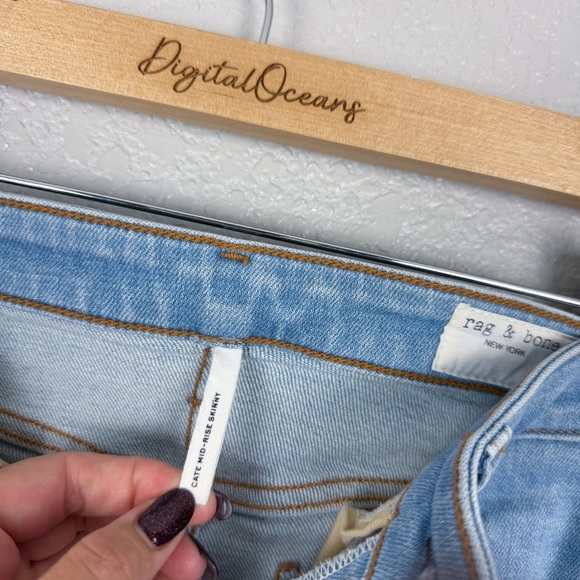 DigitalOceans
rag & bone
NEW YORK
CATE MID-RISE SKINNY